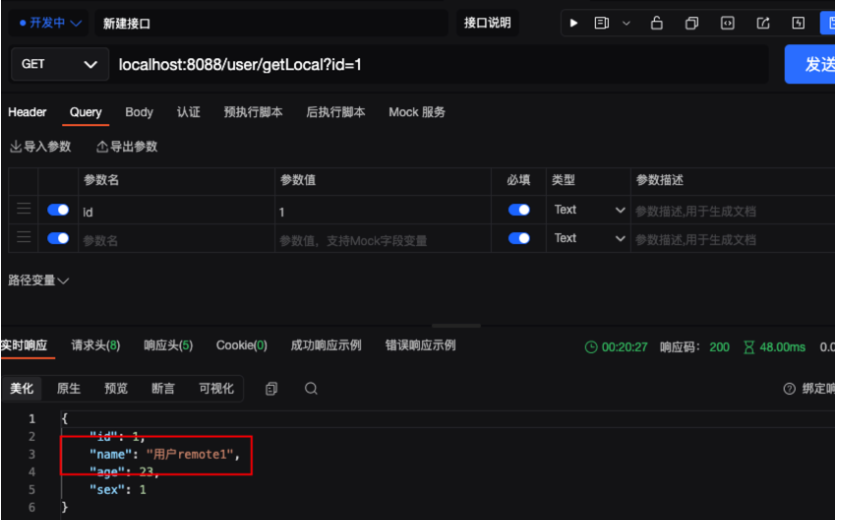 开发中 新建接口 接口说明
GET localhost:8088/user/getLocal?id=1 发送
Header Query Body 认证 预执行脚本 后执行脚本 Mock 服务
导入参数 导出参数
参数名 参数值 必填 类型 参数描述
id 1 Text 参数描述,用于生成文档
参数名 参数值，支持Mock字段变量 Text 参数描述,用于生成文档
路径变量
实时响应 请求头(8) 响应头(5) Cookie(0) 成功响应示例 错误响应示例 00:20:27 响应码： 200 48.00ms 0.0
美化 原生 预览 断言 可视化 绑定响
1 {
2 "id": 1,
3 "name": "用户remote1",
4 "age": 23,
5 "sex": 1
6 }